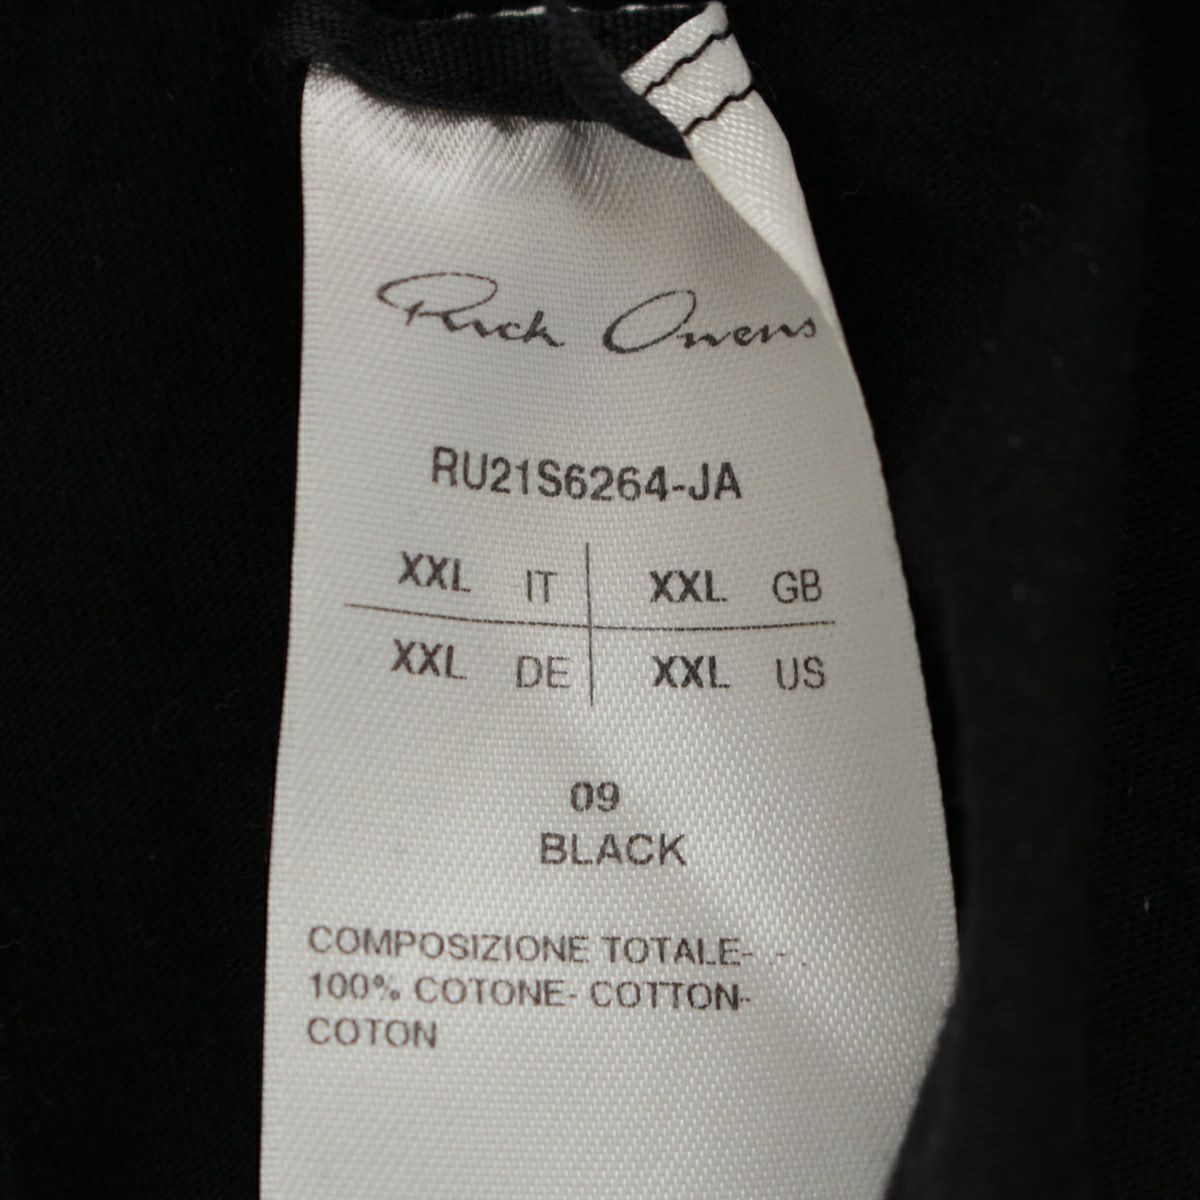 Rick Owens
RU21S6264-JA
XXL IT XXL GB
XXL DE XXL US
09
BLACK
COMPOSIZIONE TOTALE- - .
100% COTONE- COTTON-
COTON